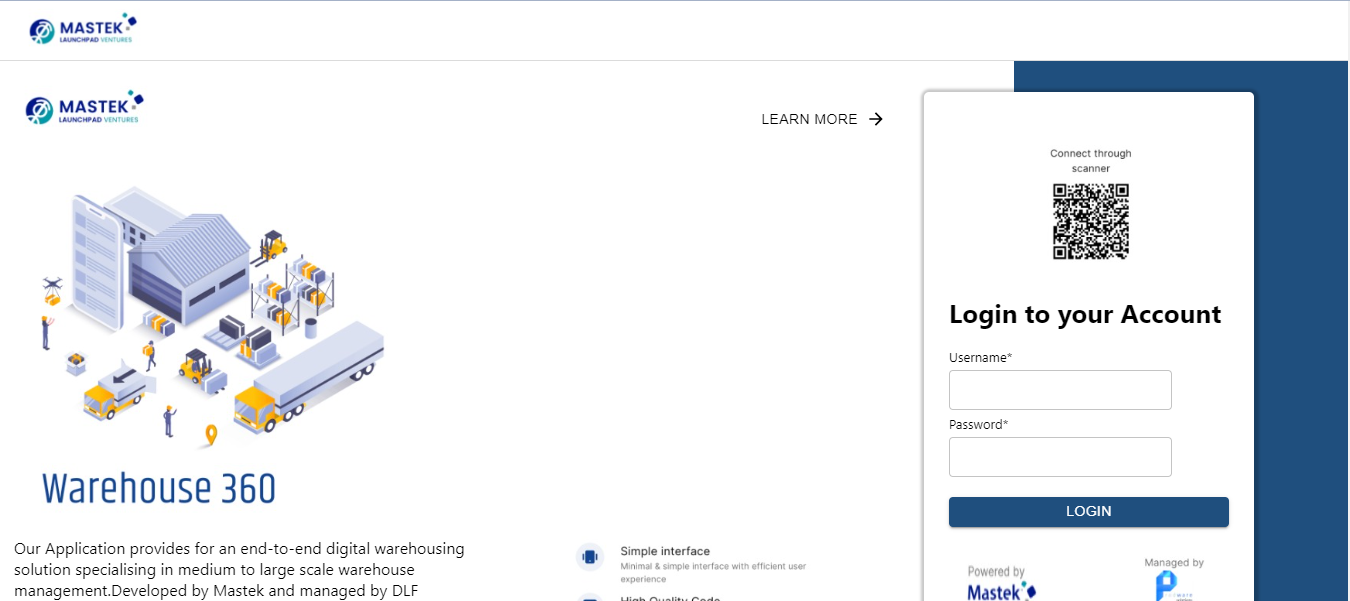 MASTEK
LAUNCHPAD VENTURES
MASTEK
LAUNCHPAD VENTURES
LEARN MORE
Connect through
scanner
Login to your Account
Username*
Password*
LOGIN
Powered by
Mastek
Managed by
Warehouse 360
Our Application provides for an end-to-end digital warehousing
solution specialising in medium to large scale warehouse
management.Developed by Mastek and managed by DLF
Simple interface
Minimal & simple interface with efficient user
experience
High Quality Code